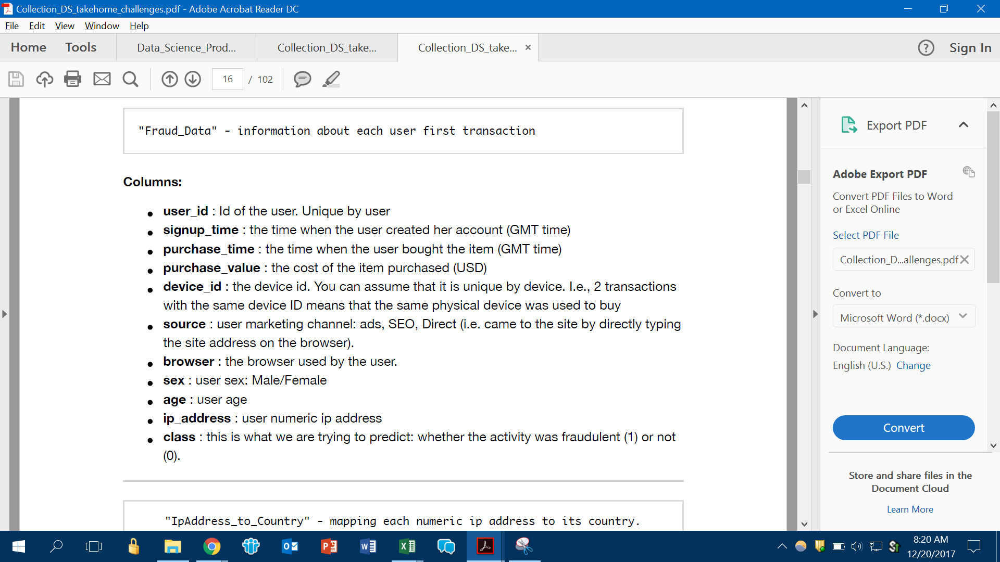 Collection_DS_takehome_challenges.pdf - Adobe Acrobat Reader DC
File Edit View Window Help
Home Tools Data_Science_Prod... Collection_DS_take... Collection_DS_take... × ? Sign In
16 / 102
"Fraud_Data" - information about each user first transaction
Columns:
• user_id : Id of the user. Unique by user
• signup_time : the time when the user created her account (GMT time)
• purchase_time : the time when the user bought the item (GMT time)
• purchase_value : the cost of the item purchased (USD)
• device_id : the device id. You can assume that it is unique by device. I.e., 2 transactions
with the same device ID means that the same physical device was used to buy
• source : user marketing channel: ads, SEO, Direct (i.e. came to the site by directly typing
the site address on the browser).
• browser : the browser used by the user.
• sex : user sex: Male/Female
• age : user age
• ip_address : user numeric ip address
• class : this is what we are trying to predict: whether the activity was fraudulent (1) or not
(0).
"IpAddress_to_Country" - mapping each numeric ip address to its country.
Export PDF
Adobe Export PDF
Convert PDF Files to Word
or Excel Online
Select PDF File
Collection_D...allenges.pdf
Convert to
Microsoft Word (*.docx)
Document Language:
English (U.S.) Change
Convert
Store and share files in the
Document Cloud
Learn More
8:20 AM
12/20/2017